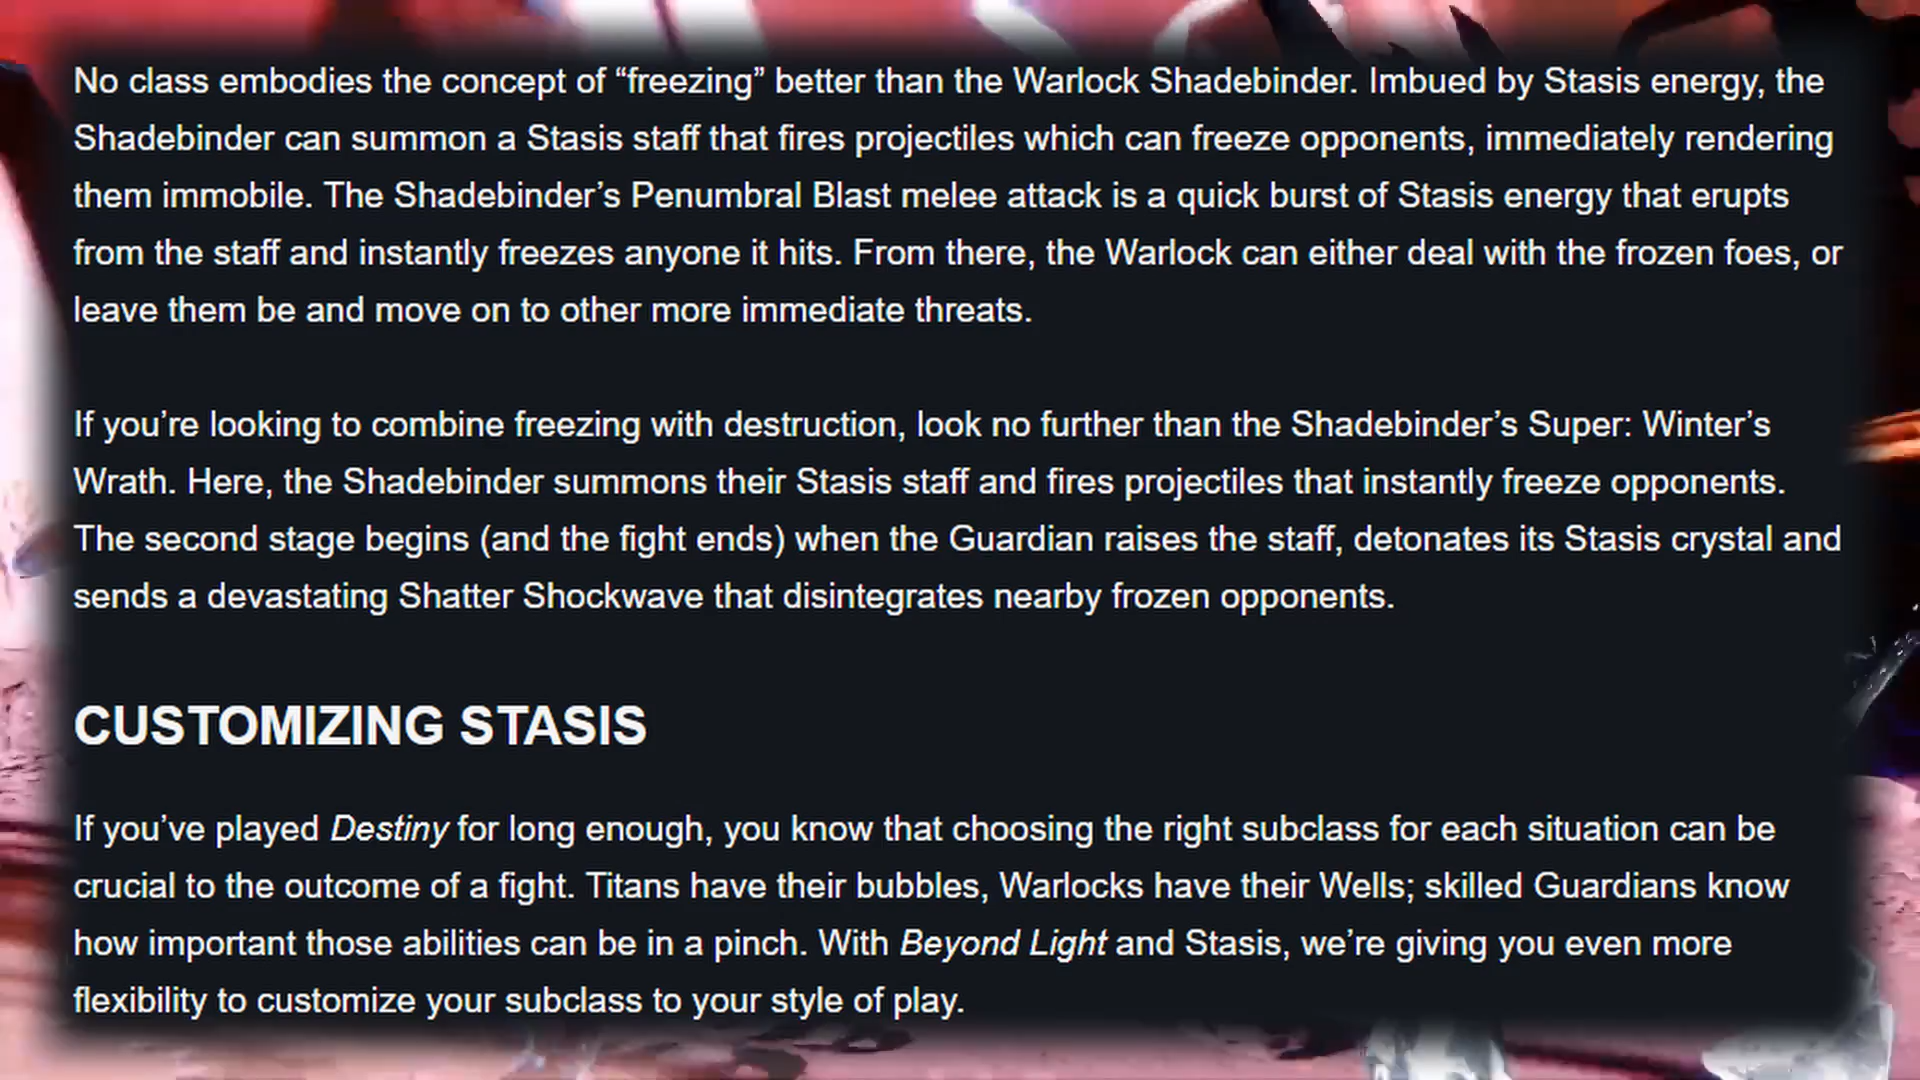 No class embodies the concept of “freezing” better than the Warlock Shadebinder. Imbued by Stasis energy, the
Shadebinder can summon a Stasis staff that fires projectiles which can freeze opponents, immediately rendering
them immobile. The Shadebinder’s Penumbral Blast melee attack is a quick burst of Stasis energy that erupts
from the staff and instantly freezes anyone it hits. From there, the Warlock can either deal with the frozen foes, or
leave them be and move on to other more immediate threats.
If you’re looking to combine freezing with destruction, look no further than the Shadebinder’s Super: Winter’s
Wrath. Here, the Shadebinder summons their Stasis staff and fires projectiles that instantly freeze opponents.
The second stage begins (and the fight ends) when the Guardian raises the staff, detonates its Stasis crystal and
sends a devastating Shatter Shockwave that disintegrates nearby frozen opponents.
CUSTOMIZING STASIS
If you’ve played Destiny for long enough, you know that choosing the right subclass for each situation can be
crucial to the outcome of a fight. Titans have their bubbles, Warlocks have their Wells; skilled Guardians know
how important those abilities can be in a pinch. With Beyond Light and Stasis, we’re giving you even more
flexibility to customize your subclass to your style of play.